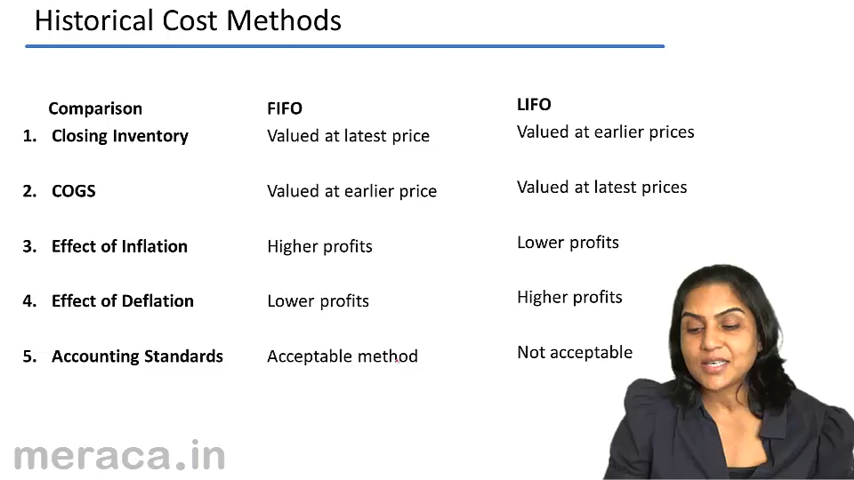 Historical Cost Methods
Comparison FIFO LIFO
1. Closing Inventory Valued at latest price Valued at earlier prices
2. COGS Valued at earlier price Valued at latest prices
3. Effect of Inflation Higher profits Lower profits
4. Effect of Deflation Lower profits Higher profits
5. Accounting Standards Acceptable method Not acceptable
meraca.in